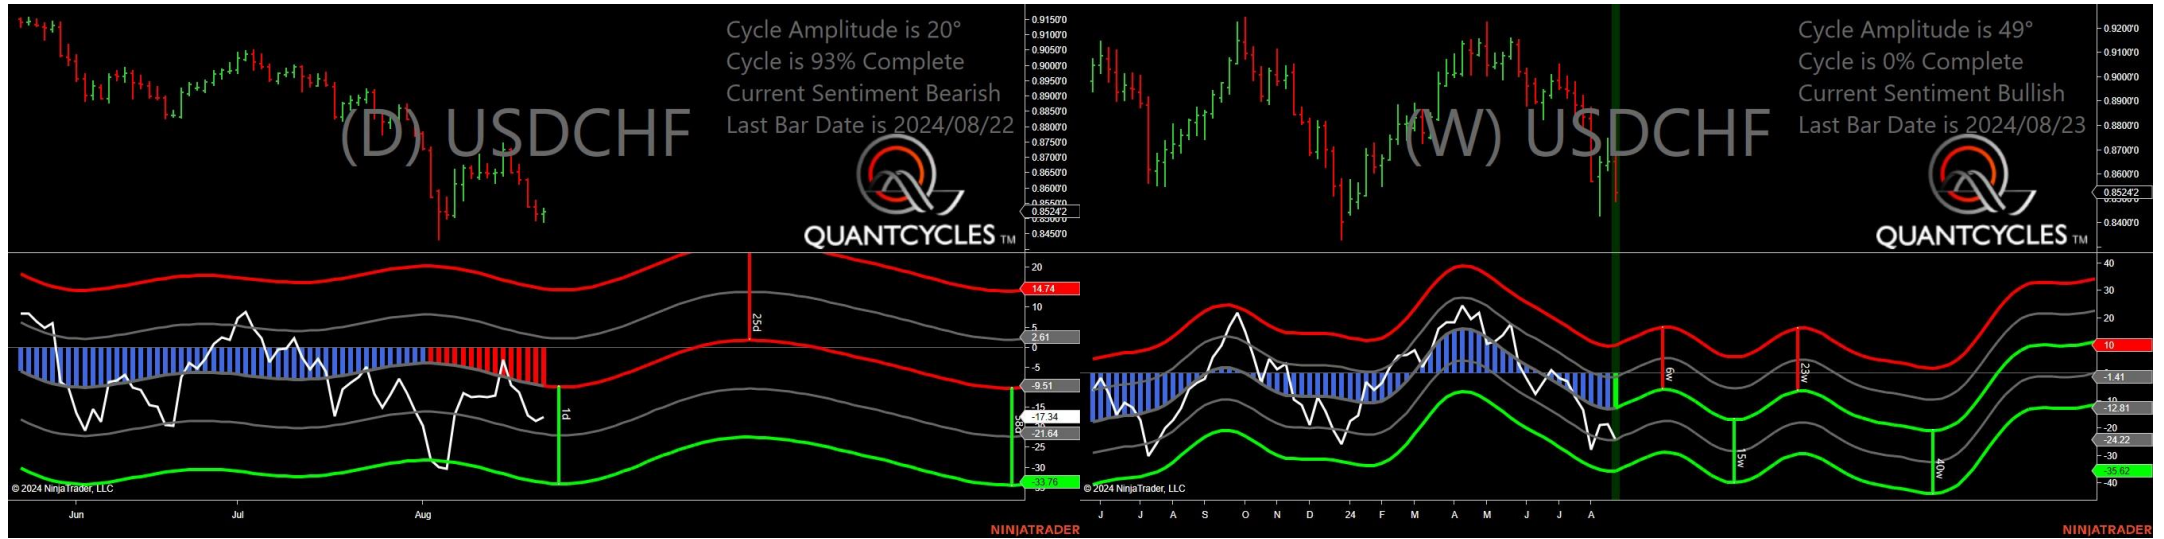 Cycle Amplitude is 20°
Cycle is 93% Complete
Current Sentiment Bearish
Last Bar Date is 2024/08/22
(D) USDCHF
QUANTCYCLES TM
0.9150'0
0.9100'0
0.9050'0
0.9000'0
0.8950'0
0.8900'0
0.8850'0
0.8800'0
0.8750'0
0.8700'0
0.8650'0
0.8600'0
0.8550'0
0.8524'2
0.8500'0
0.8450'0
20
14.74
10
5
2.61
0
-5
-9.51
-15
-17.34
-21.64
-25
-30
-33.76
25d
1d
© 2024 NinjaTrader, LLC
Jun
Jul
Aug
NINJATRADER
Cycle Amplitude is 49°
Cycle is 0% Complete
Current Sentiment Bullish
Last Bar Date is 2024/08/23
(W) USDCHF
QUANTCYCLES TM
0.9200'0
0.9100'0
0.9000'0
0.8900'0
0.8800'0
0.8700'0
0.8600'0
0.8524'2
0.8400'0
40
30
20
10
-1.41
-10
-12.81
-20
-24.22
-30
-35.62
-40
6w
15w
23w
40w
© 2024 NinjaTrader, LLC
J
J
A
S
O
N
D
24
F
M
A
M
J
J
A
NINJATRADER